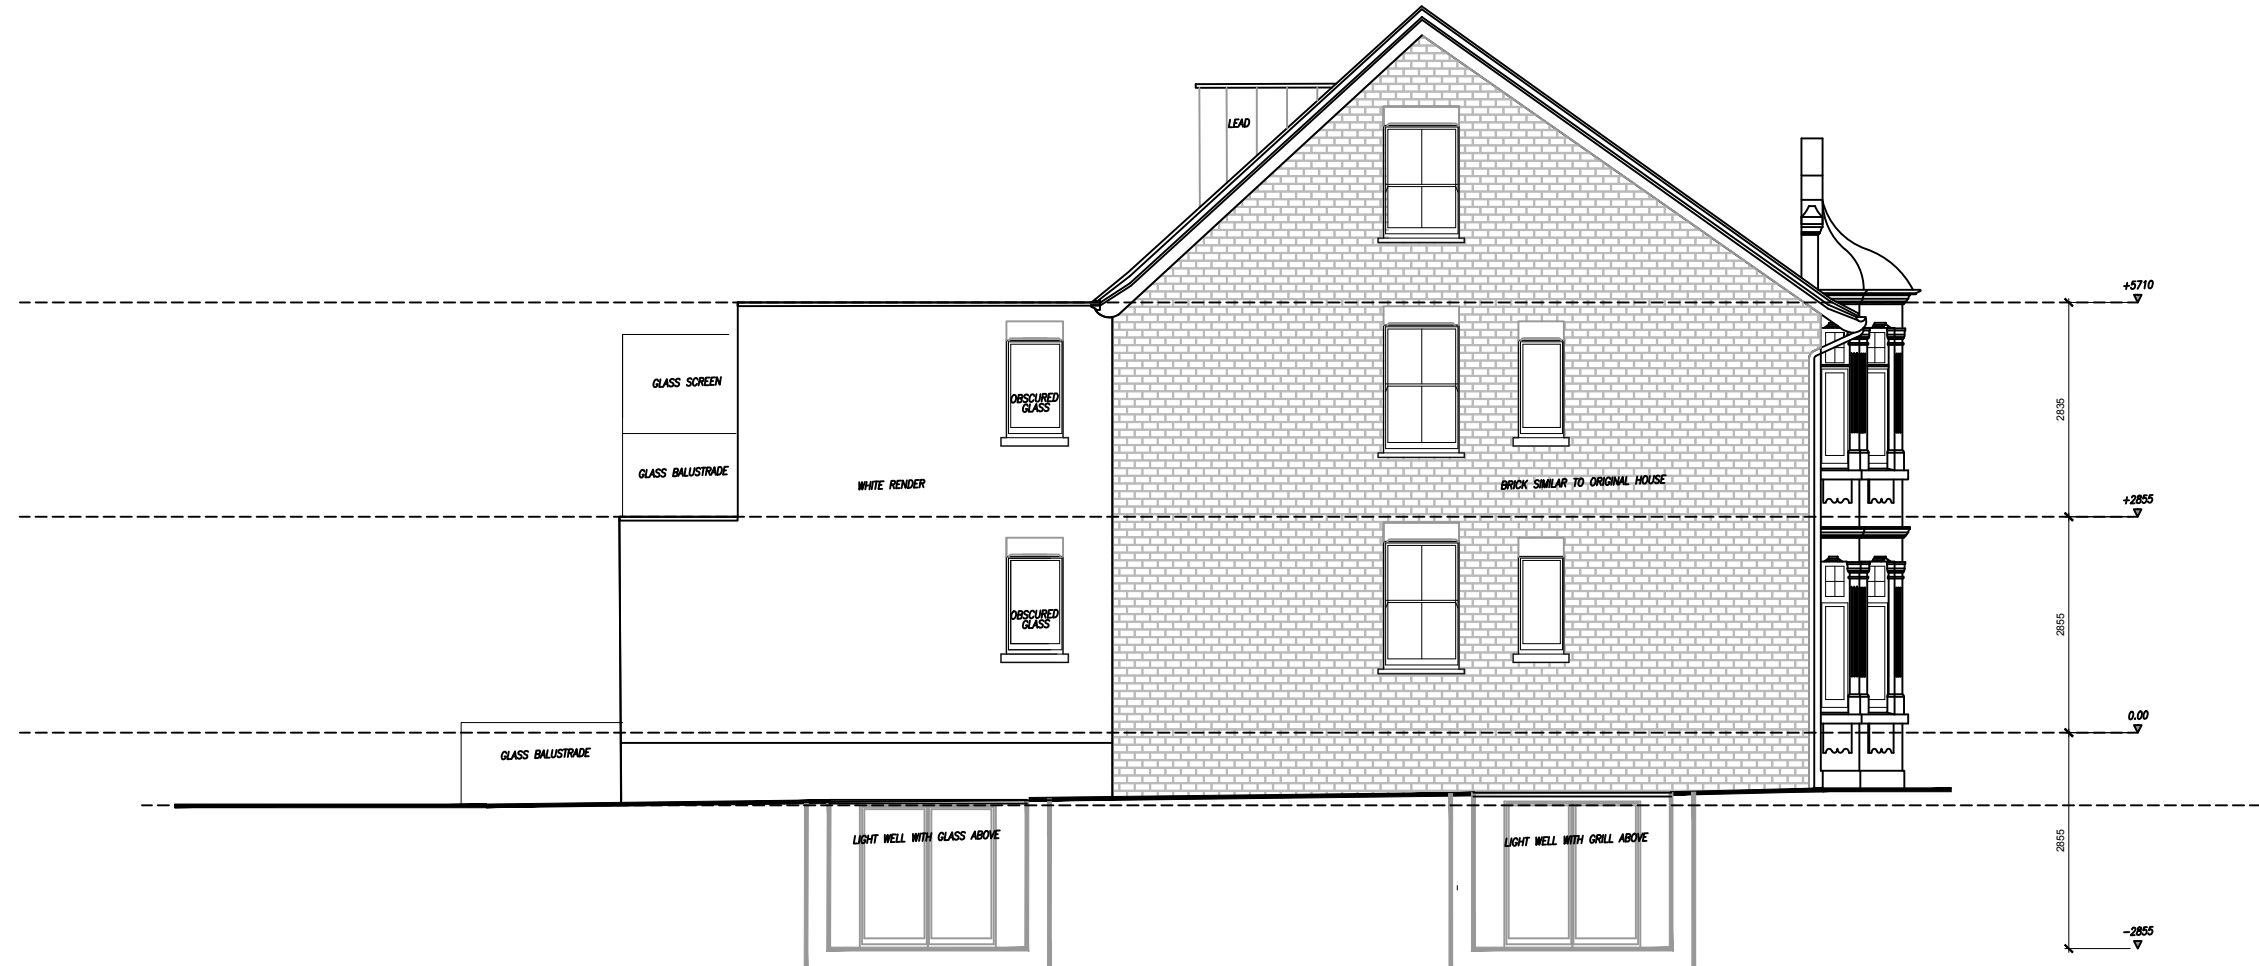 LEAD
+5710
GLASS SCREEN
OBSCURED
GLASS
2835
GLASS BALUSTRADE
WHITE RENDER
BRICK SIMILAR TO ORIGINAL HOUSE
+2855
OBSCURED
GLASS
2855
0.00
GLASS BALUSTRADE
LIGHT WELL WITH GLASS ABOVE
LIGHT WELL WITH GRILL ABOVE
2855
-2855